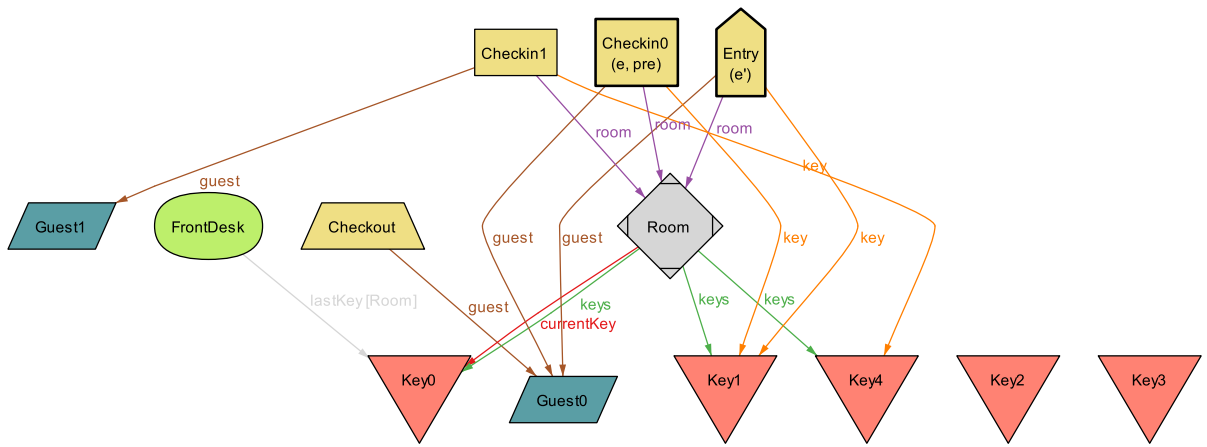 Checkin1
Checkin0
(e, pre)
Entry
(e')
room
room
room
key
guest
Guest1
FrontDesk
Checkout
Room
guest
guest
key
key
lastKey[Room]
guest
keys
keys
keys
currentKey
Key0
Guest0
Key1
Key4
Key2
Key3